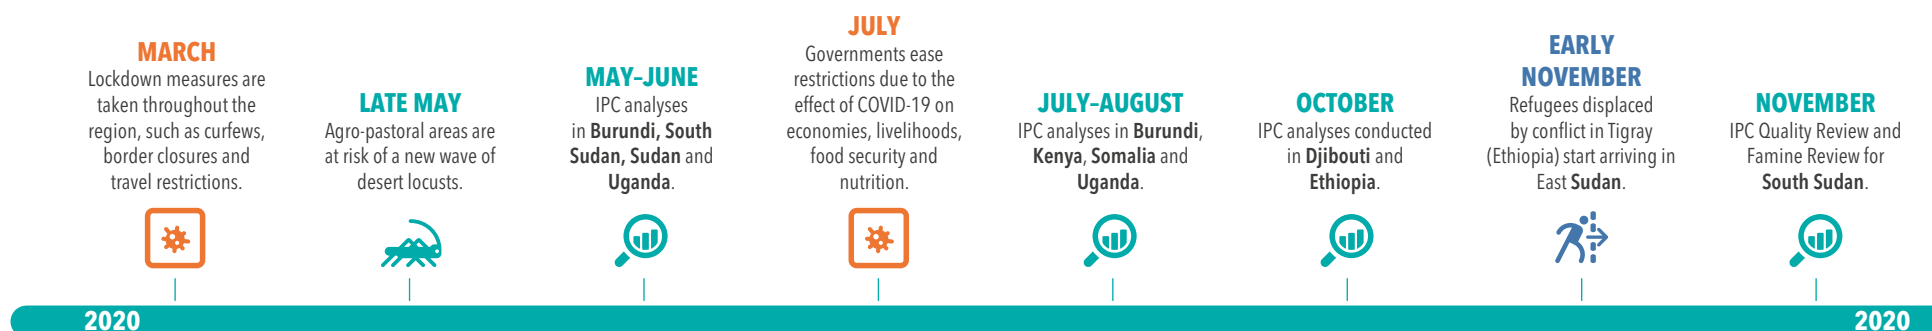 MARCH
Lockdown measures are
taken throughout the
region, such as curfews,
border closures and
travel restrictions.
LATE MAY
Agro-pastoral areas are
at risk of a new wave of
desert locusts.
MAY–JUNE
IPC analyses
in Burundi, South
Sudan, Sudan and
Uganda.
JULY
Governments ease
restrictions due to the
effect of COVID-19 on
economies, livelihoods,
food security and
nutrition.
JULY–AUGUST
IPC analyses in Burundi,
Kenya, Somalia and
Uganda.
OCTOBER
IPC analyses conducted
in Djibouti and
Ethiopia.
EARLY
NOVEMBER
Refugees displaced
by conflict in Tigray
(Ethiopia) start arriving in
East Sudan.
NOVEMBER
IPC Quality Review and
Famine Review for
South Sudan.
2020
2020